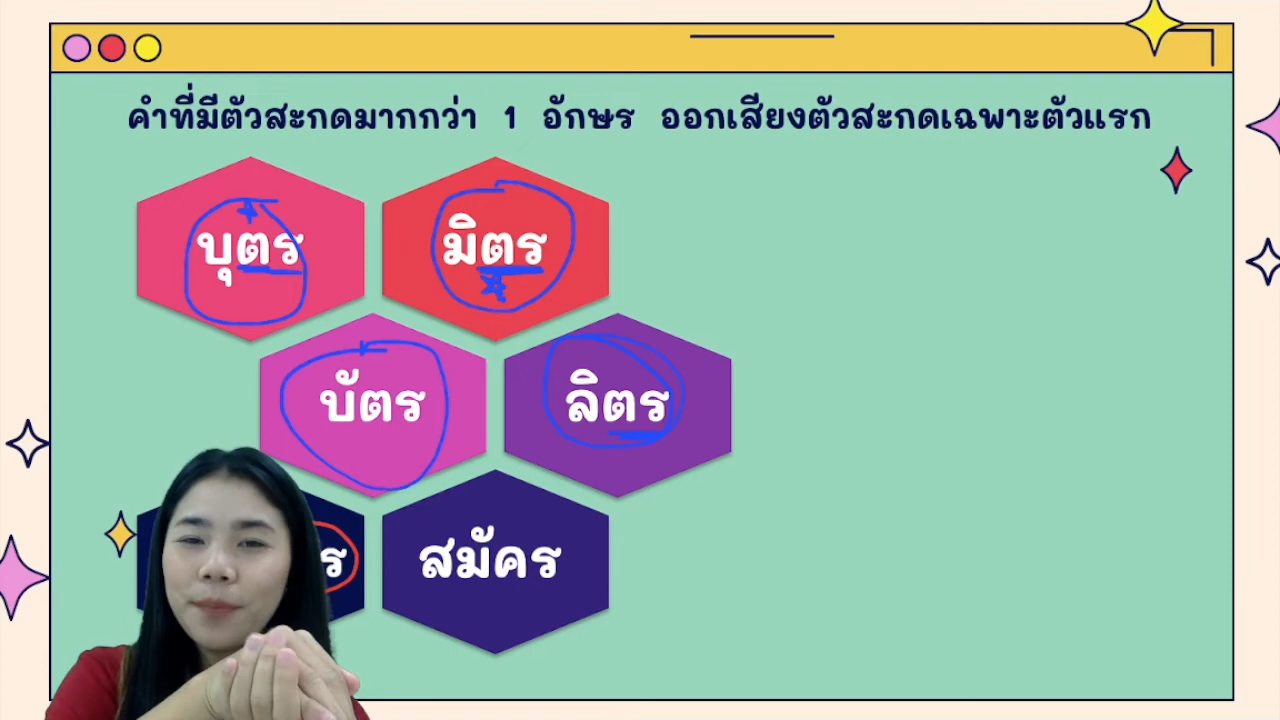 คำที่มีตัวสะกดมากกว่า 1 อักษร ออกเสียงตัวสะกดเฉพาะตัวแรก
บุตร มิตร
บัตร ลิตร
สมัคร